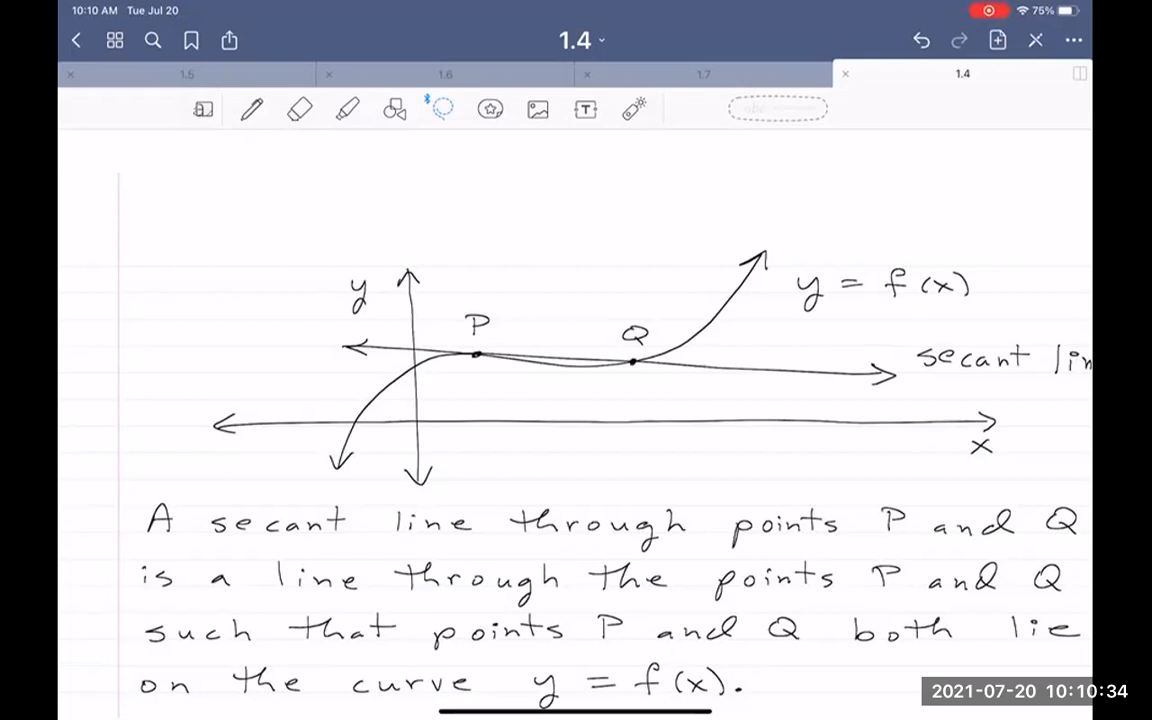 10:10 AM Tue Jul 20
75%
1.4
1.5
1.6
1.7
1.4
T
y
P
Q
y = f(x)
secant lin
x
A secant line through points P and Q
is a line through the points P and Q
such that points P and Q both lie
on the curve y = f(x).
2021-07-20 10:10:34